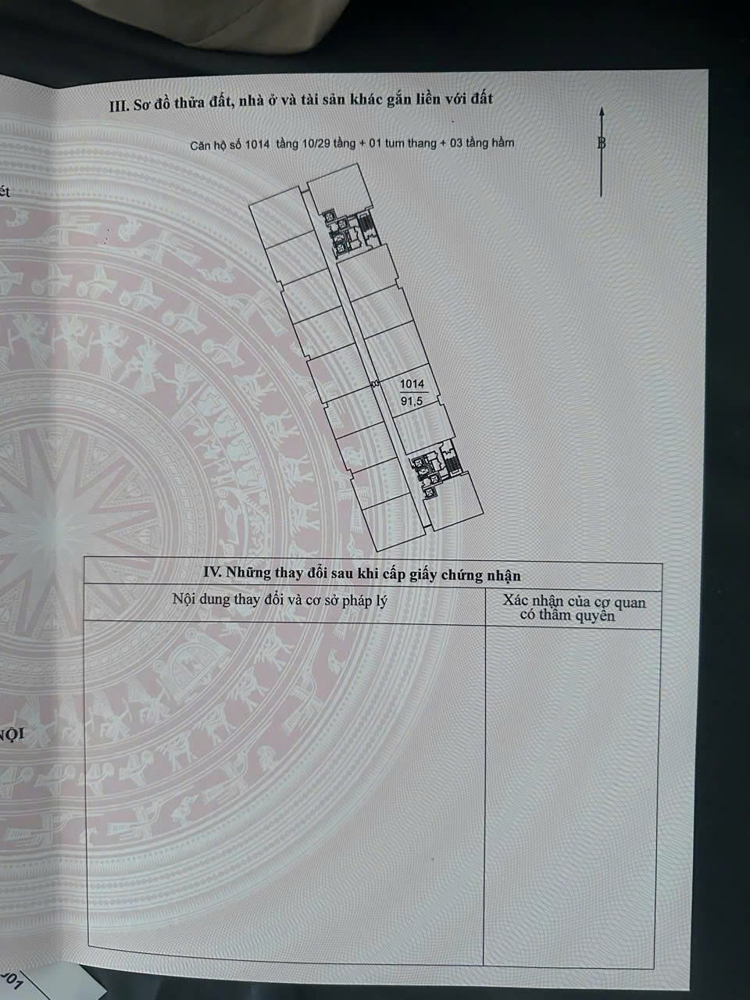 III. Sơ đồ thửa đất, nhà ở và tài sản khác gắn liền với đất
Căn hộ số 1014 tầng 10/29 tầng + 01 tum thang + 03 tầng hầm
B
ét
1014
91,5
IV. Những thay đổi sau khi cấp giấy chứng nhận
Nội dung thay đổi và cơ sở pháp lý
Xác nhận của cơ quan
có thẩm quyền
NỘI